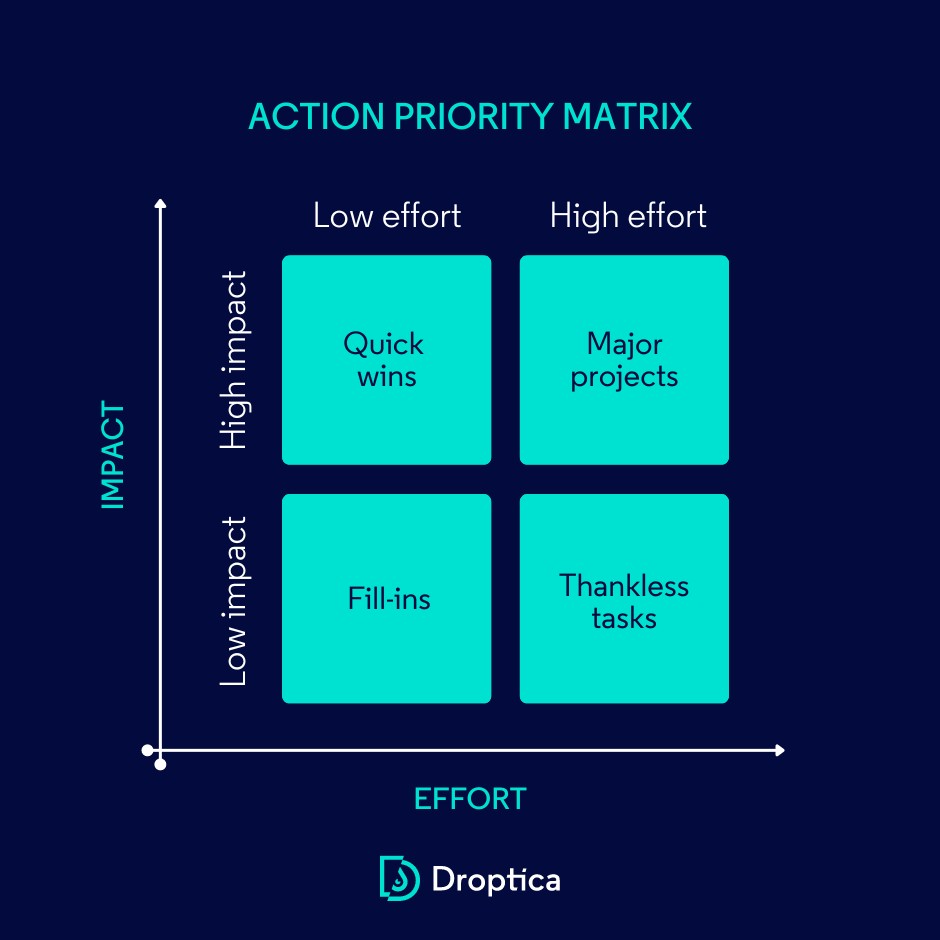 ACTION PRIORITY MATRIX
Low effort
High effort
High impact
Quick
wins
Major
projects
IMPACT
Low impact
Fill-ins
Thankless
tasks
EFFORT
Droptica